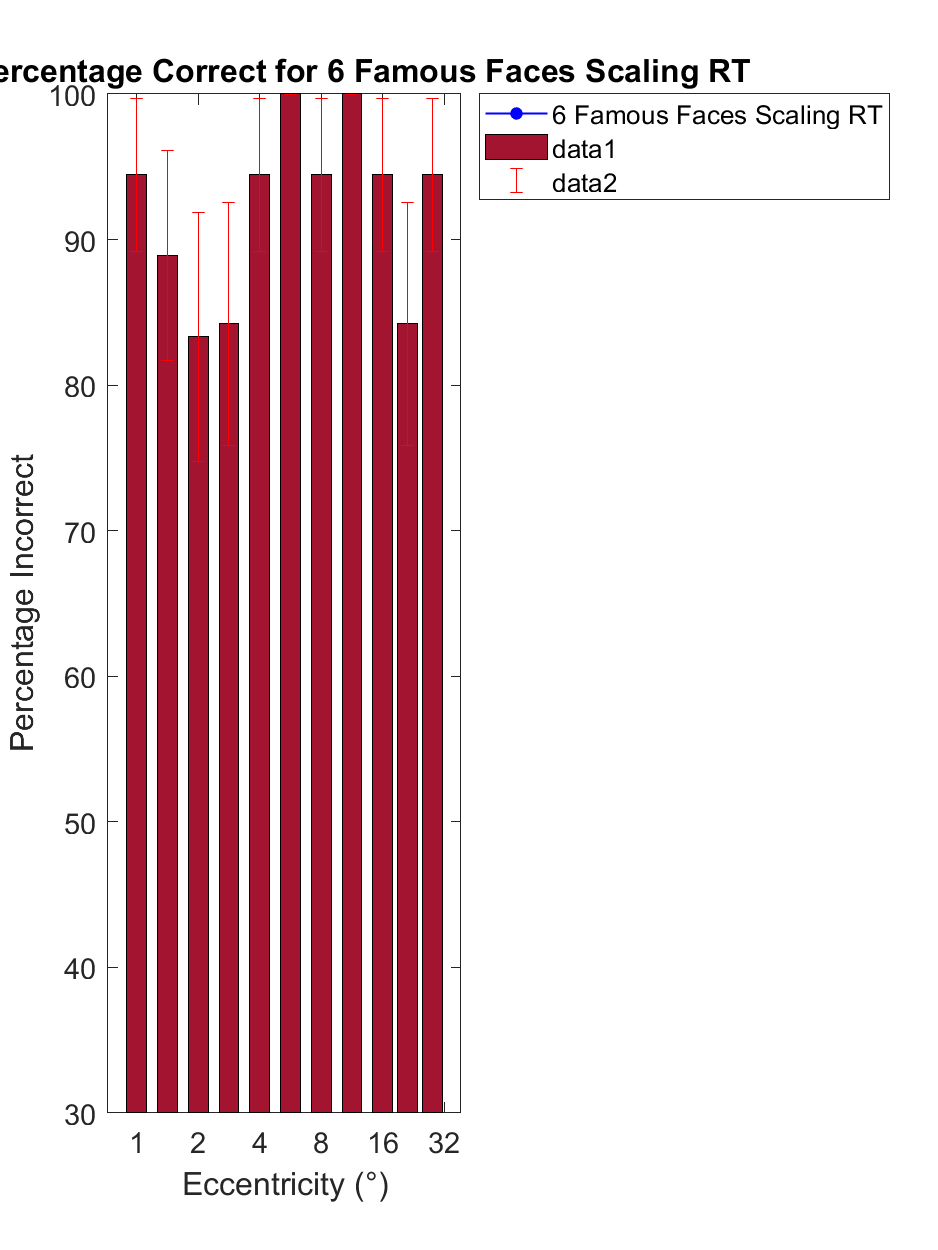 ercentage Correct for 6 Famous Faces Scaling RT
6 Famous Faces Scaling RT
data1
data2
100
90
80
70
60
50
40
30
Percentage Incorrect
1 2 4 8 16 32
Eccentricity (°)